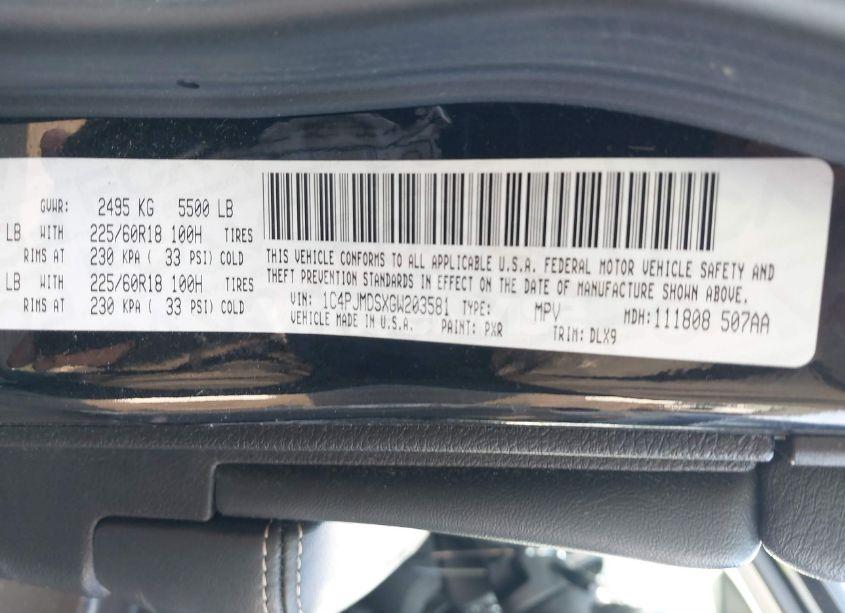 GVWR: 2495 KG 5500 LB
LB WITH 225/60R18 100H TIRES
RIMS AT 230 KPA ( 33 PSI) COLD
LB WITH 225/60R18 100H TIRES
RIMS AT 230 KPA ( 33 PSI) COLD
THIS VEHICLE CONFORMS TO ALL APPLICABLE U.S.A. FEDERAL MOTOR VEHICLE SAFETY AND
THEFT PREVENTION STANDARDS IN EFFECT ON THE DATE OF MANUFACTURE SHOWN ABOVE.
VIN: 1C4PJMDSXGW203581 TYPE: MPV MDH:111808 507AA
VEHICLE MADE IN U.S.A. PAINT: PXR TRIM: DLX9